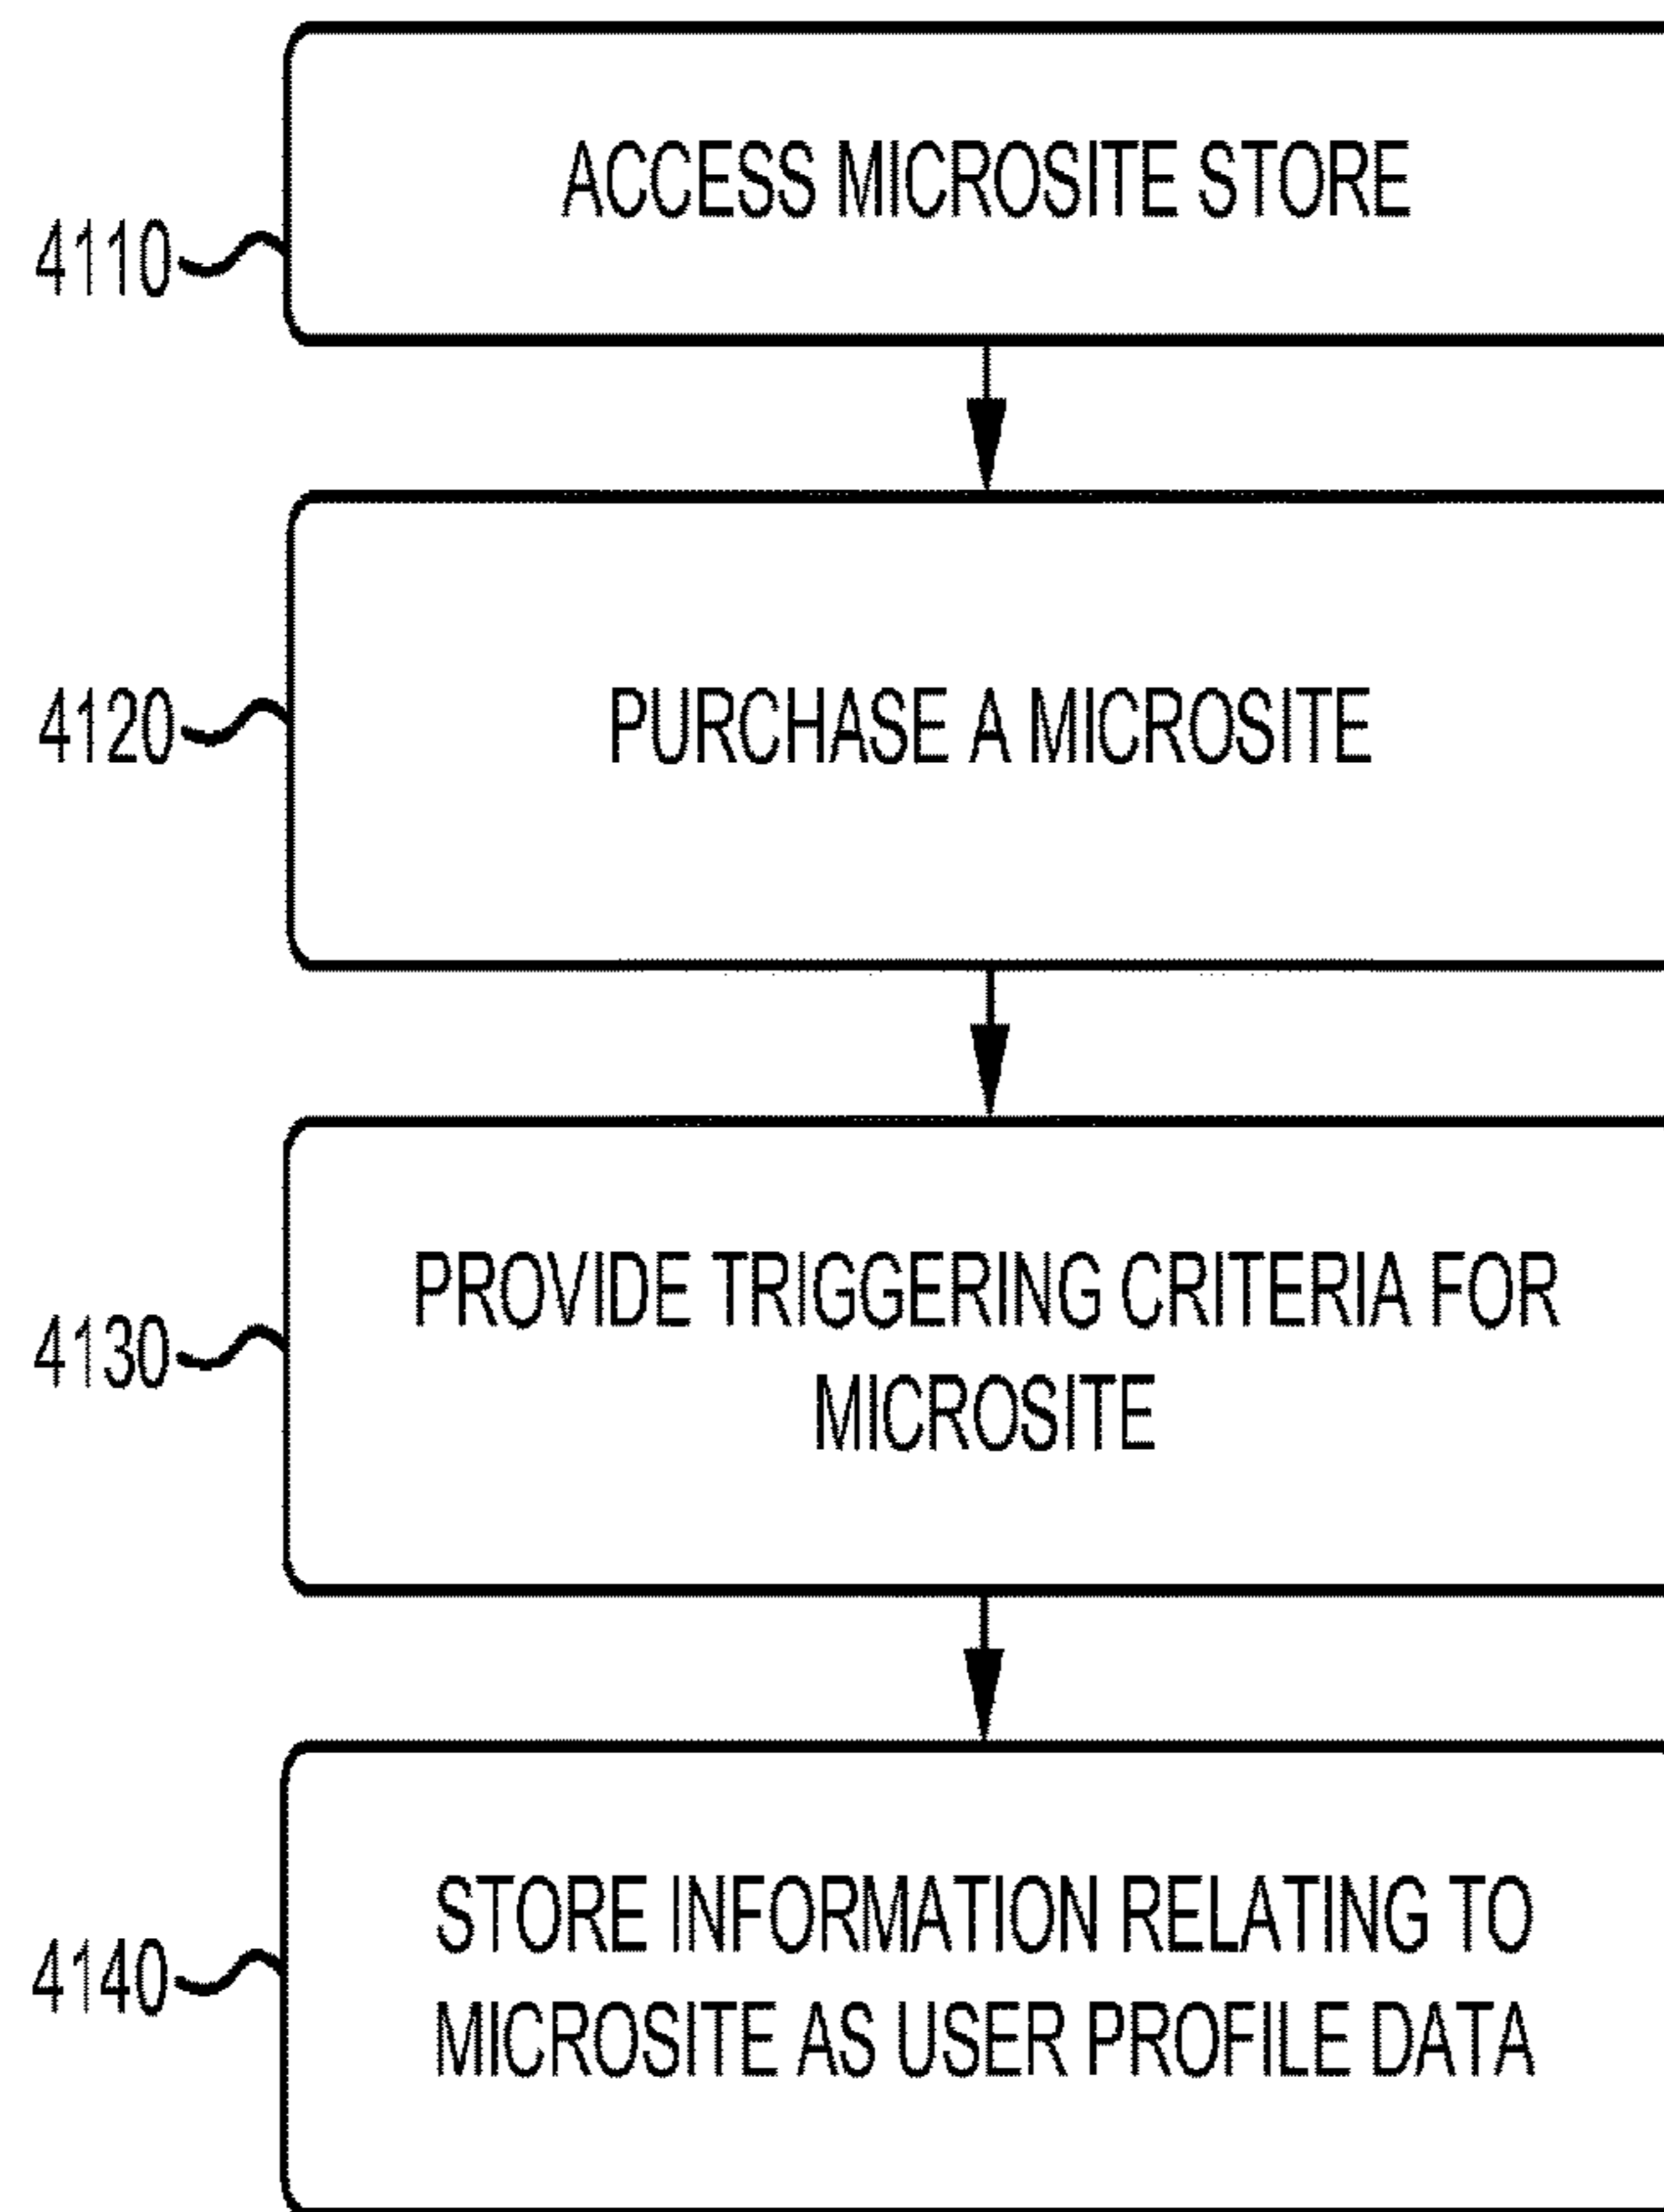 ACCESS MICROSITE STORE
4110
PURCHASE A MICROSITE
4120
PROVIDE TRIGGERING CRITERIA FOR
MICROSITE
4130
STORE INFORMATION RELATING TO
MICROSITE AS USER PROFILE DATA
4140